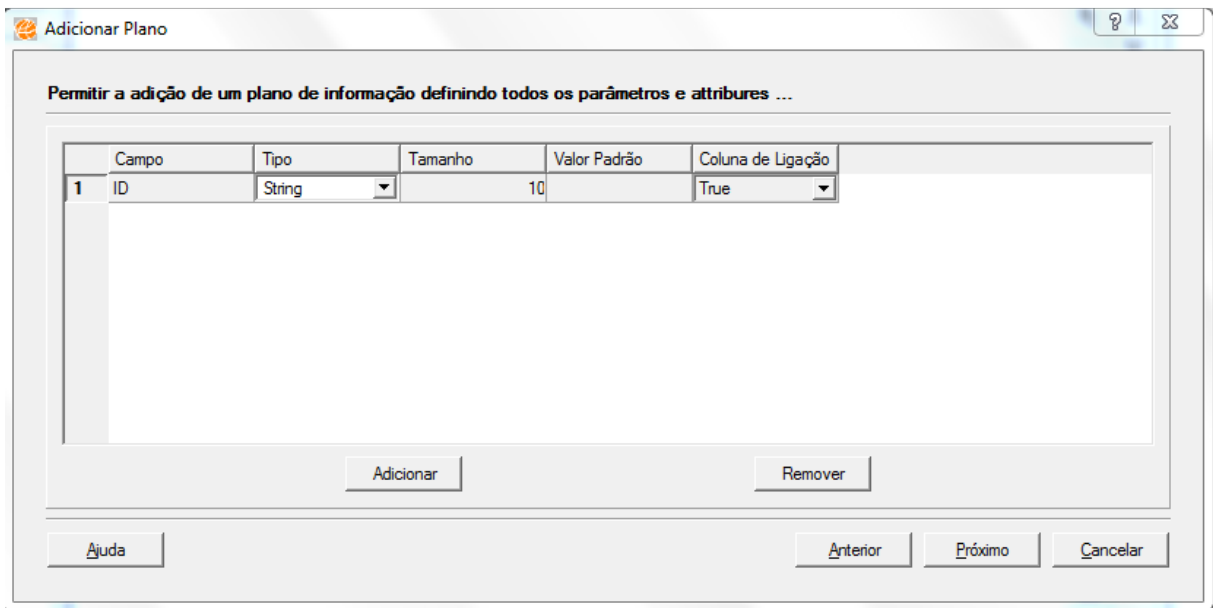 Adicionar Plano
Permitir a adição de um plano de informação definindo todos os parâmetros e attribures ...
Campo Tipo Tamanho Valor Padrão Coluna de Ligação
1 ID String 10 True
Adicionar Remover
Ajuda Anterior Próximo Cancelar